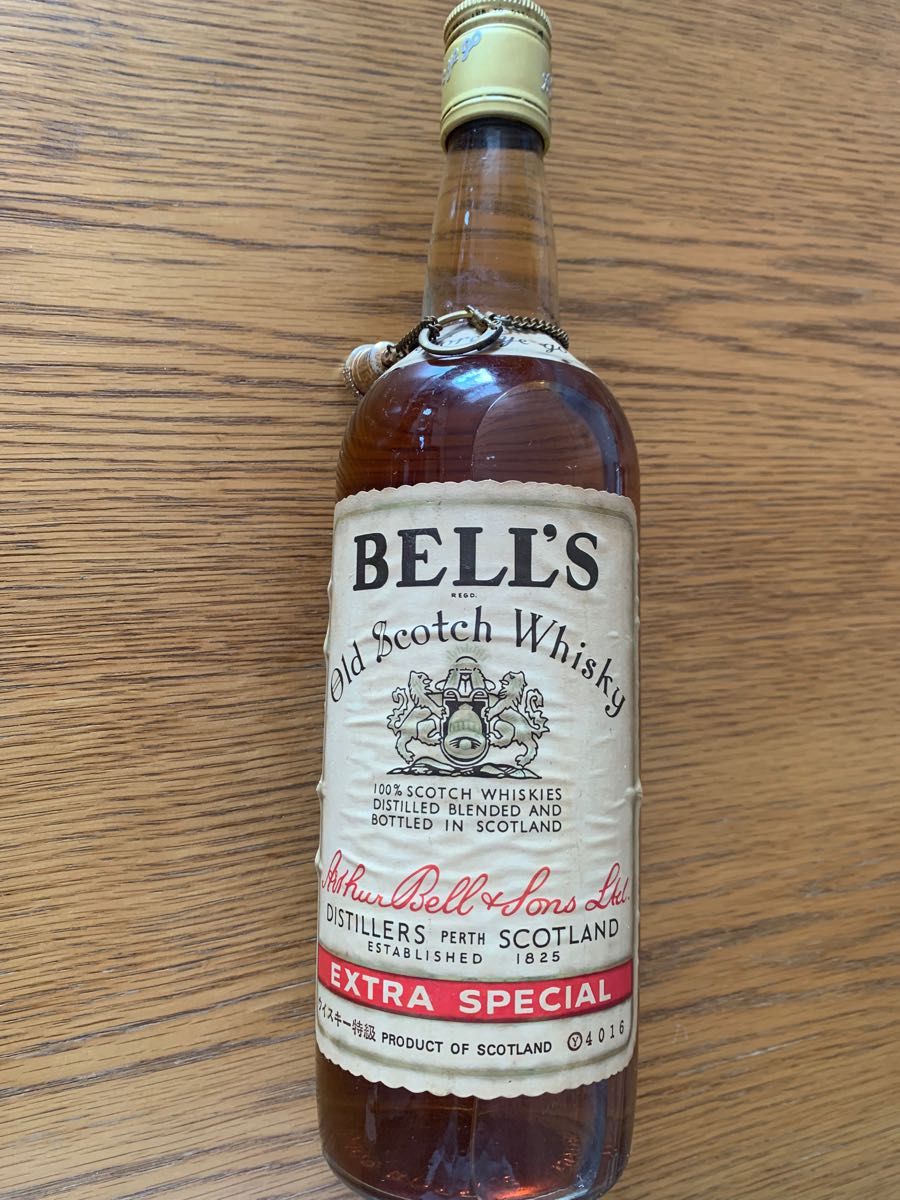 BELL'S
REGD.
Old Scotch Whisky
100% SCOTCH WHISKIES
DISTILLED BLENDED AND
BOTTLED IN SCOTLAND
Arthur Bell & Sons Ltd.
DISTILLERS PERTH SCOTLAND
ESTABLISHED 1825
EXTRA SPECIAL
ウイスキー特級 PRODUCT OF SCOTLAND Ⓨ4016